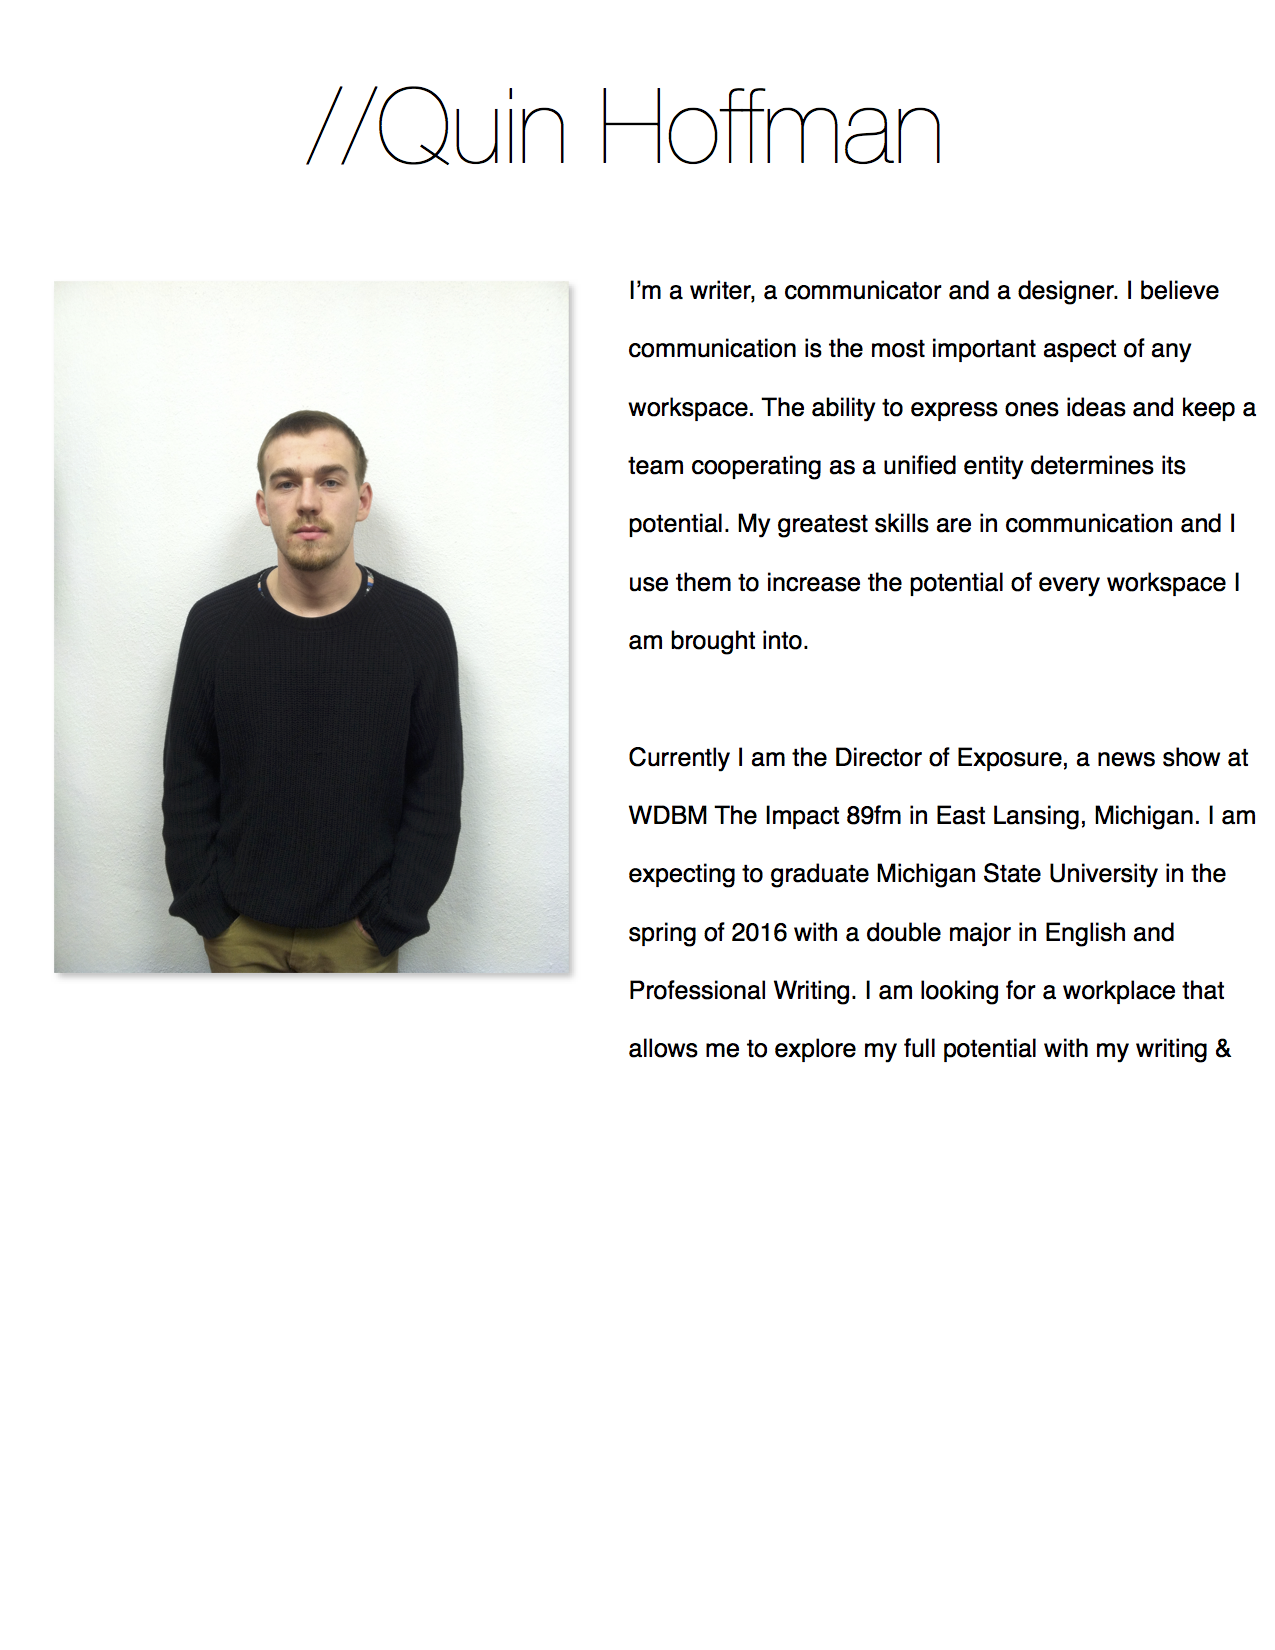 //Quin Hoffman
I’m a writer, a communicator and a designer. I believe
communication is the most important aspect of any
workspace. The ability to express ones ideas and keep a
team cooperating as a unified entity determines its
potential. My greatest skills are in communication and I
use them to increase the potential of every workspace I
am brought into.
Currently I am the Director of Exposure, a news show at
WDBM The Impact 89fm in East Lansing, Michigan. I am
expecting to graduate Michigan State University in the
spring of 2016 with a double major in English and
Professional Writing. I am looking for a workplace that
allows me to explore my full potential with my writing &